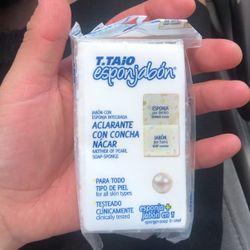 T.TAiO
esponjabón®
JABÓN CON
ESPONJA INTEGRADA
ACLARANTE
CON CONCHA
NÁCAR
MOTHER OF PEARL
SOAP-SPONGE
ESPONJA
JABÓN
• PARA TODO
TIPO DE PIEL
for all skin types
• TESTEADO
CLÍNICAMENTE
clinically tested
esponja +
jabón en 1